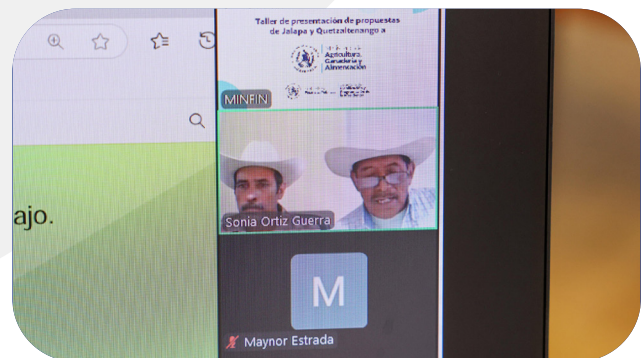 Taller de presentación de propuestas
de Jalapa y Quetzaltenango a
Agricultura,
Ganadería y
Alimentación
MINFIN
ajo.
Sonia Ortiz Guerra
M
Maynor Estrada